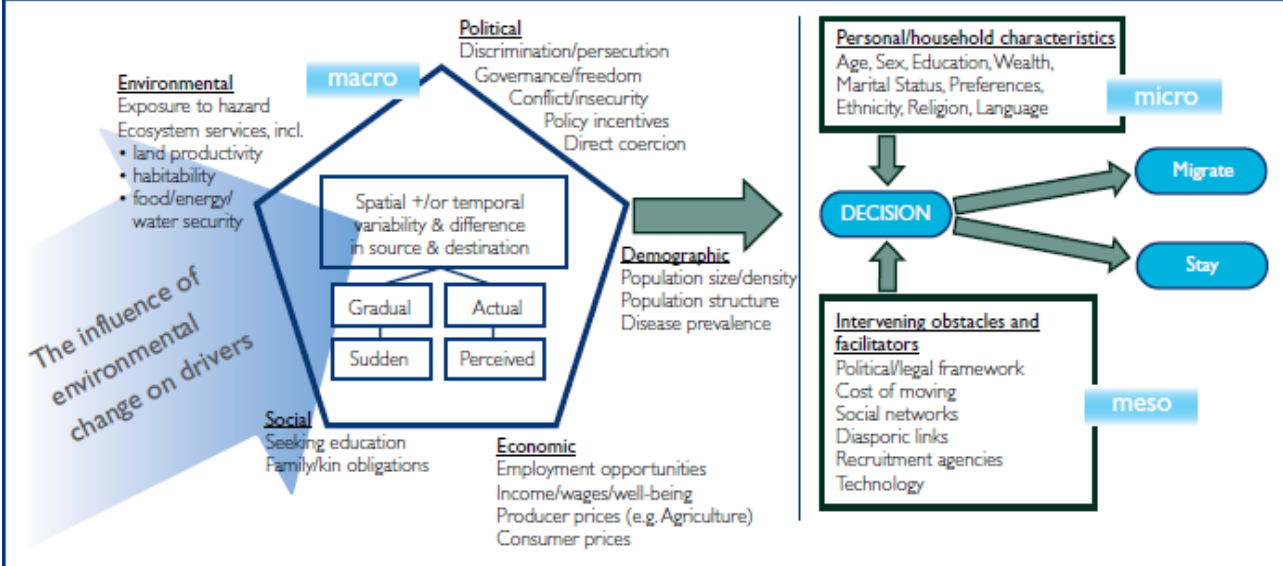 macro
Political
Discrimination/persecution
Governance/freedom
Conflict/insecurity
Policy incentives
Direct coercion
Environmental
Exposure to hazard
Ecosystem services, incl.
• land productivity
• habitability
• food/energy/
water security
Spatial +/or temporal
variability & difference
in source & destination
Gradual
Actual
Sudden
Perceived
The influence of
environmental
change on drivers
Demographic
Population size/density
Population structure
Disease prevalence
Social
Seeking education
Family/kin obligations
Economic
Employment opportunities
Income/wages/well-being
Producer prices (e.g. Agriculture)
Consumer prices
Personal/household characteristics
Age, Sex, Education, Wealth,
Marital Status, Preferences,
Ethnicity, Religion, Language
micro
DECISION
Migrate
Stay
Intervening obstacles and
facilitators
Political/legal framework
Cost of moving
Social networks
Diasporic links
Recruitment agencies
Technology
meso